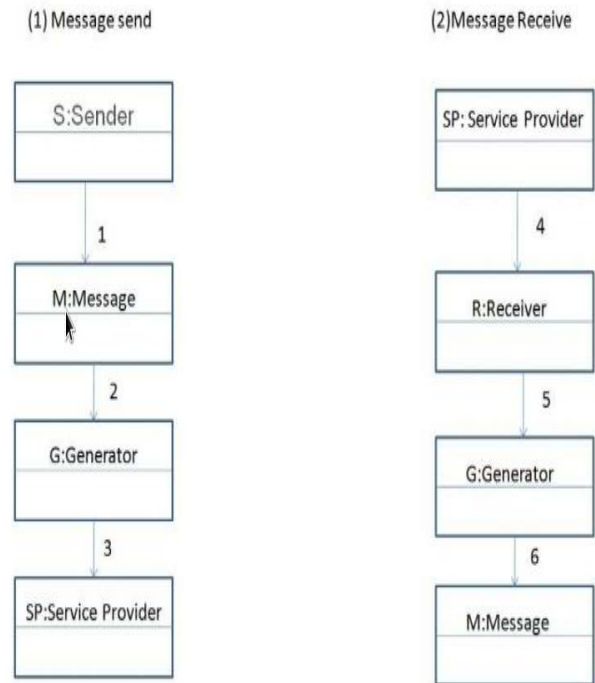 (1) Message send
S:Sender
1
M:Message
2
G:Generator
3
SP:Service Provider
(2)Message Receive
SP: Service Provider
4
R:Receiver
5
G:Generator
6
M:Message